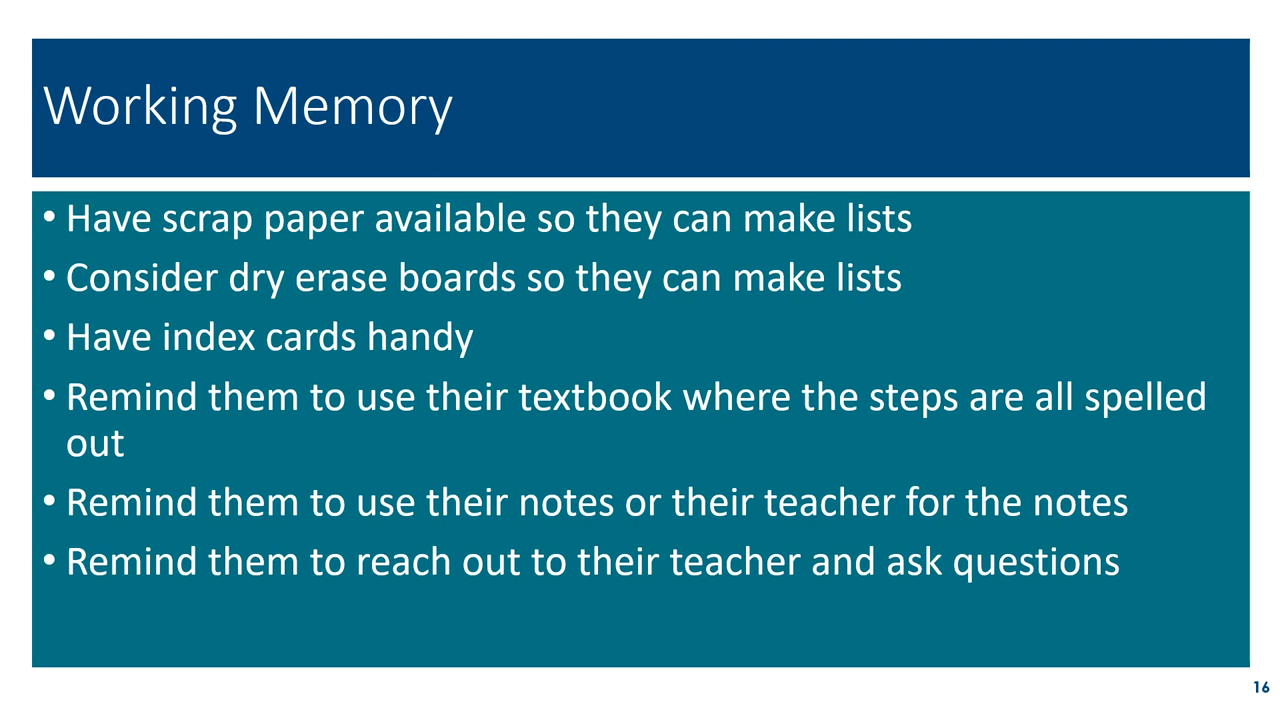 Working Memory
• Have scrap paper available so they can make lists
• Consider dry erase boards so they can make lists
• Have index cards handy
• Remind them to use their textbook where the steps are all spelled
out
• Remind them to use their notes or their teacher for the notes
• Remind them to reach out to their teacher and ask questions
16